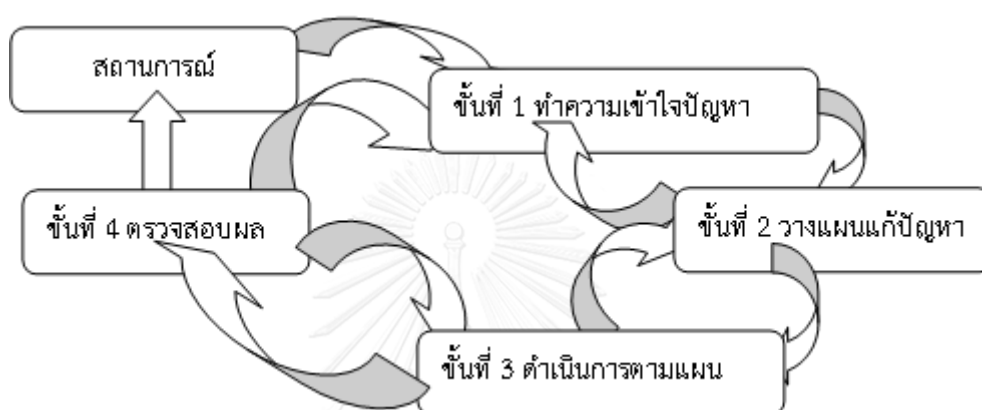 สถานการณ์
ขั้นที่ 1 ทำความเข้าใจปัญหา
ขั้นที่ 2 วางแผนแก้ปัญหา
ขั้นที่ 3 ดำเนินการตามแผน
ขั้นที่ 4 ตรวจสอบผล